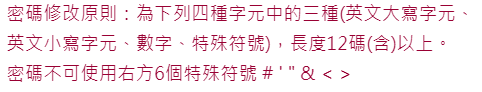 密碼修改原則：為下列四種字元中的三種(英文大寫字元、
英文小寫字元、數字、特殊符號)，長度12碼(含)以上。
密碼不可使用右方6個特殊符號 # ' " & < >